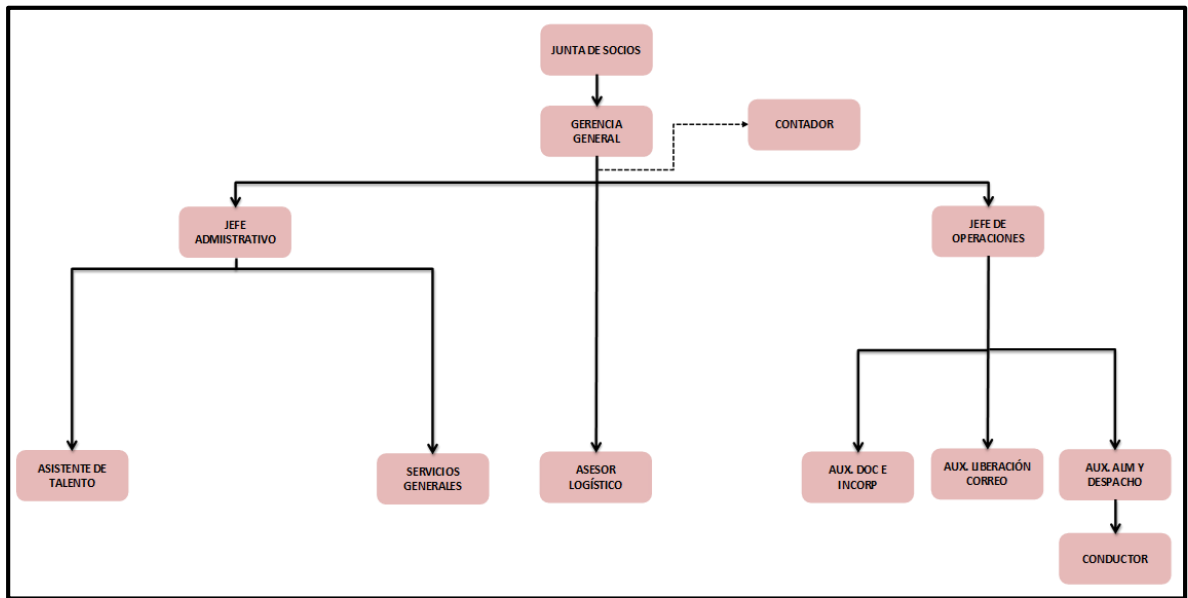 JUNTA DE SOCIOS
GERENCIA
GENERAL
CONTADOR
JEFE
ADMIISTRATIVO
JEFE DE
OPERACIONES
ASISTENTE DE
TALENTO
SERVICIOS
GENERALES
ASESOR
LOGÍSTICO
AUX. DOC E
INCORP
AUX. LIBERACIÓN
CORREO
AUX. ALM Y
DESPACHO
CONDUCTOR